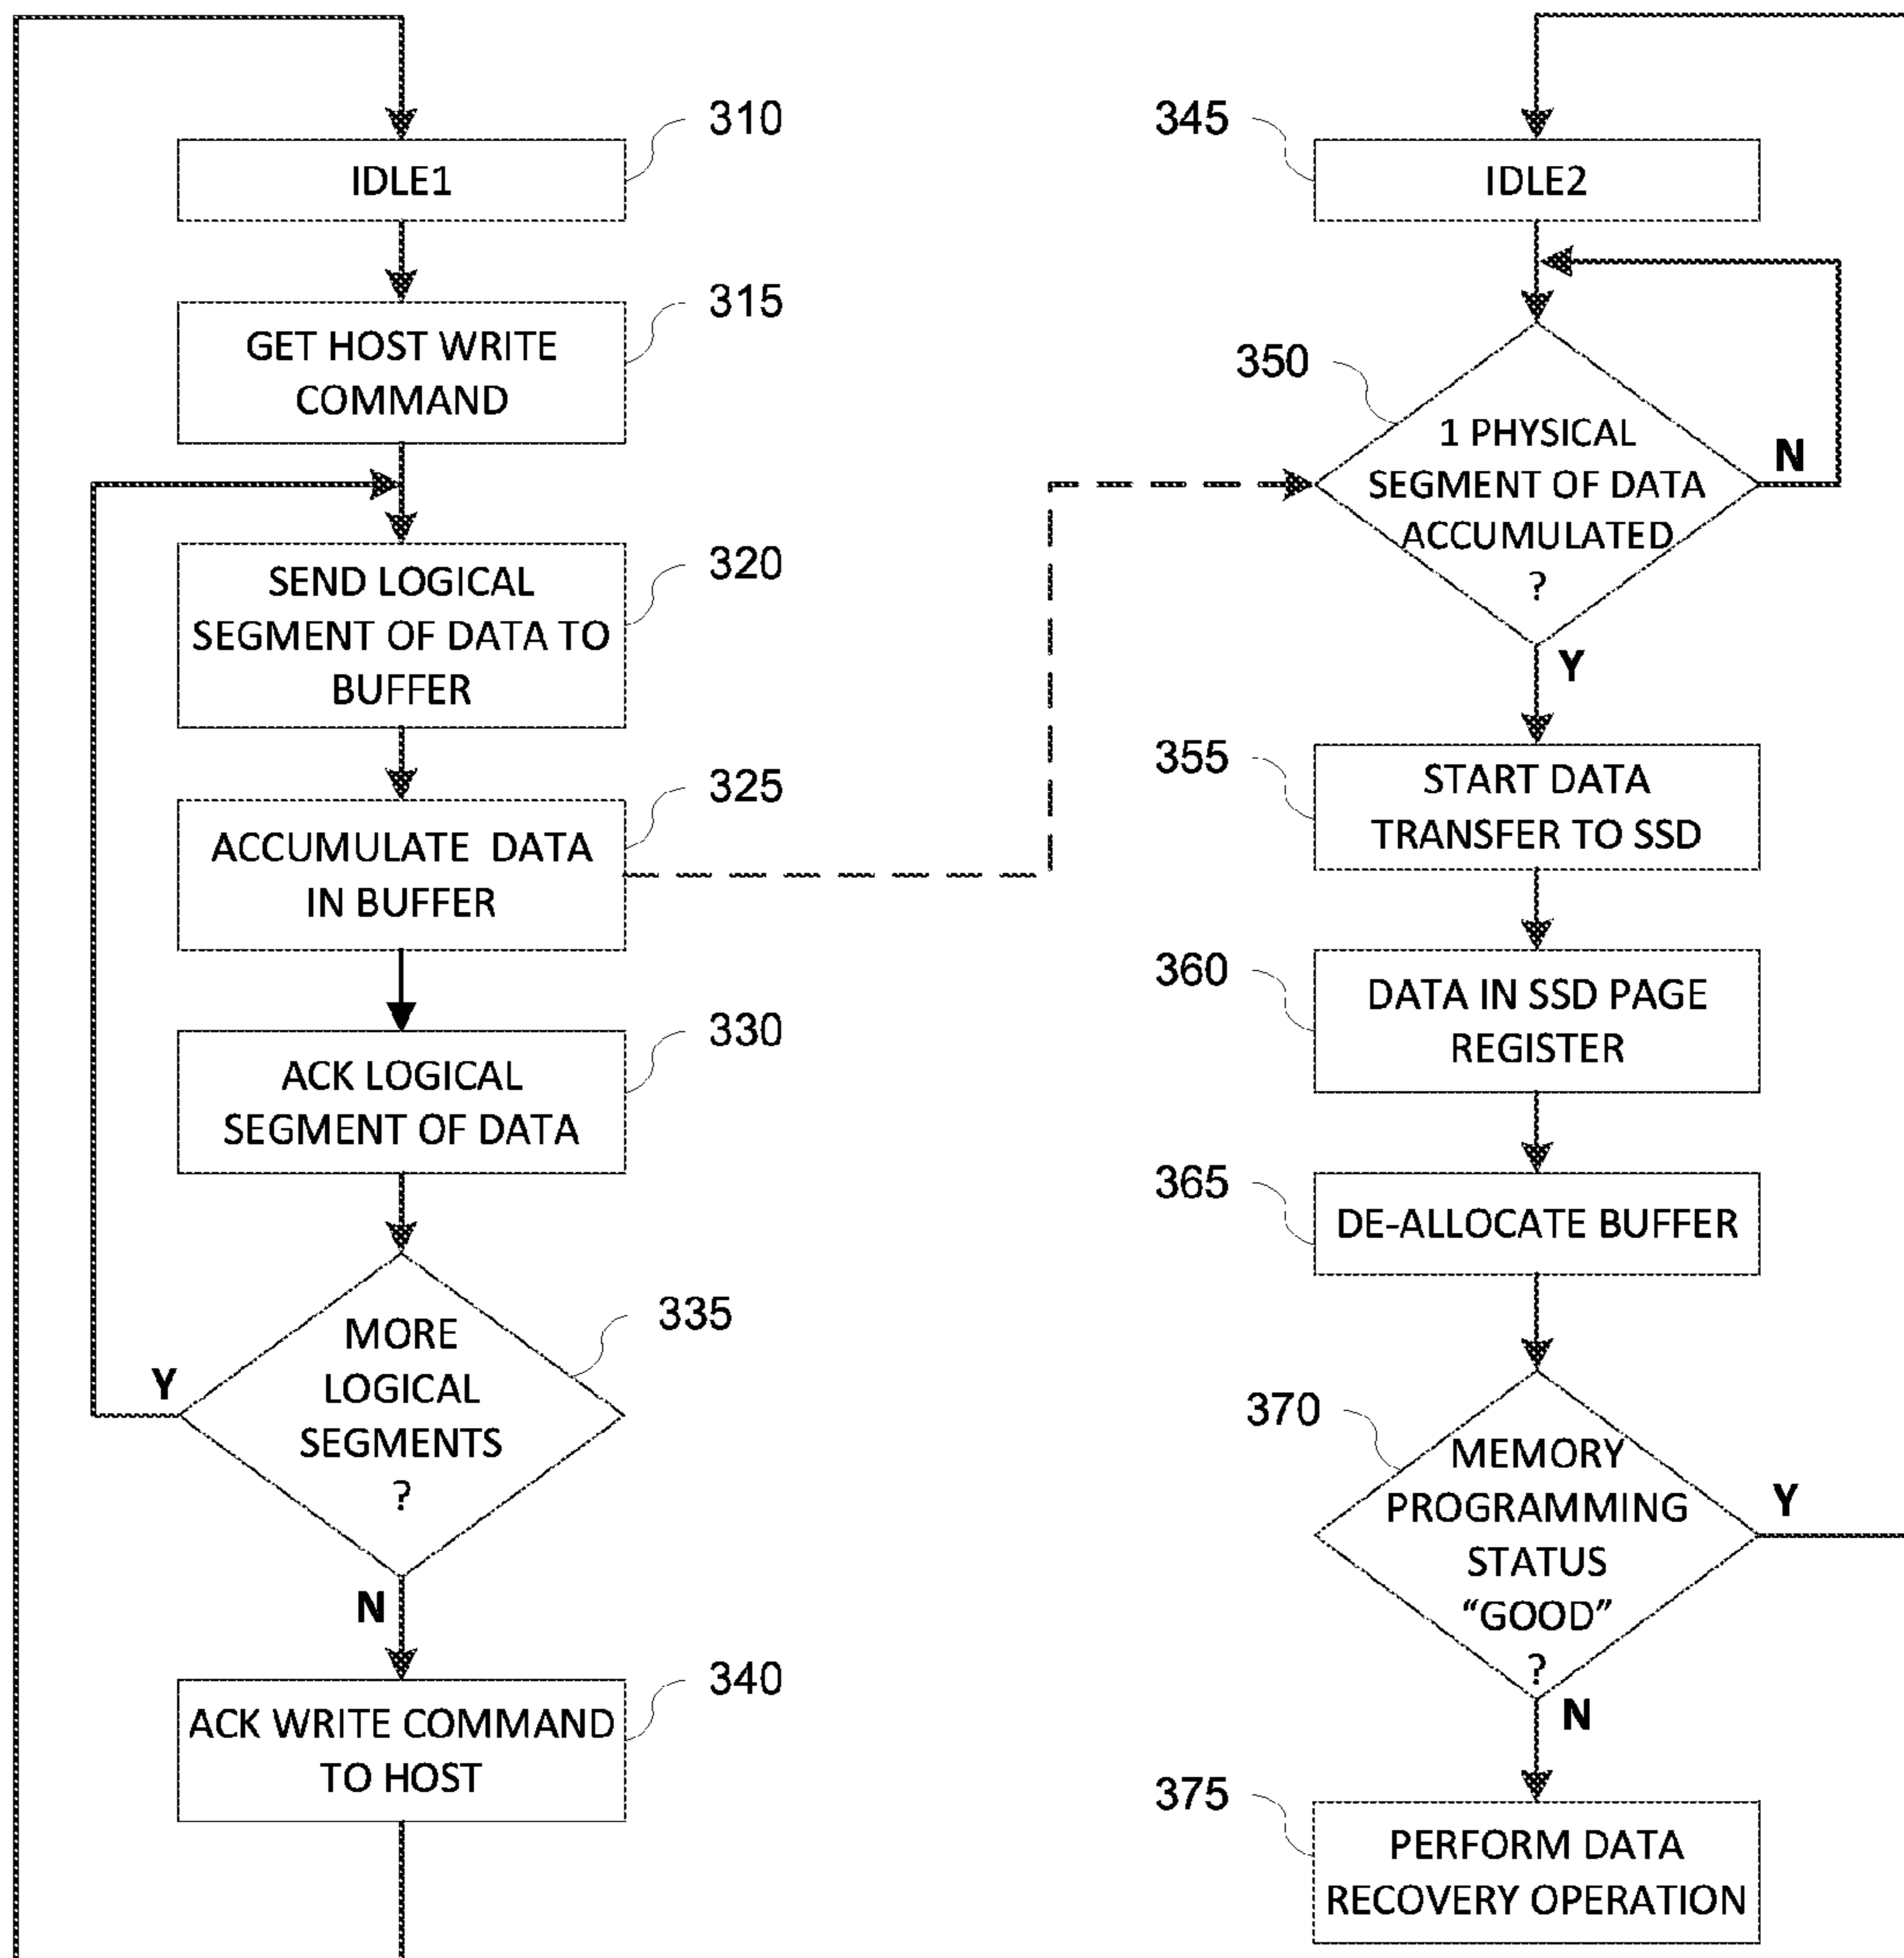 310
IDLE1
315
GET HOST WRITE
COMMAND
320
SEND LOGICAL
SEGMENT OF DATA TO
BUFFER
325
ACCUMULATE DATA
IN BUFFER
330
ACK LOGICAL
SEGMENT OF DATA
335
MORE
LOGICAL
SEGMENTS
?
Y
N
340
ACK WRITE COMMAND
TO HOST
345
IDLE2
350
1 PHYSICAL
SEGMENT OF DATA
ACCUMULATED
?
N
Y
355
START DATA
TRANSFER TO SSD
360
DATA IN SSD PAGE
REGISTER
365
DE-ALLOCATE BUFFER
370
MEMORY
PROGRAMMING
STATUS
“GOOD”
?
Y
N
375
PERFORM DATA
RECOVERY OPERATION